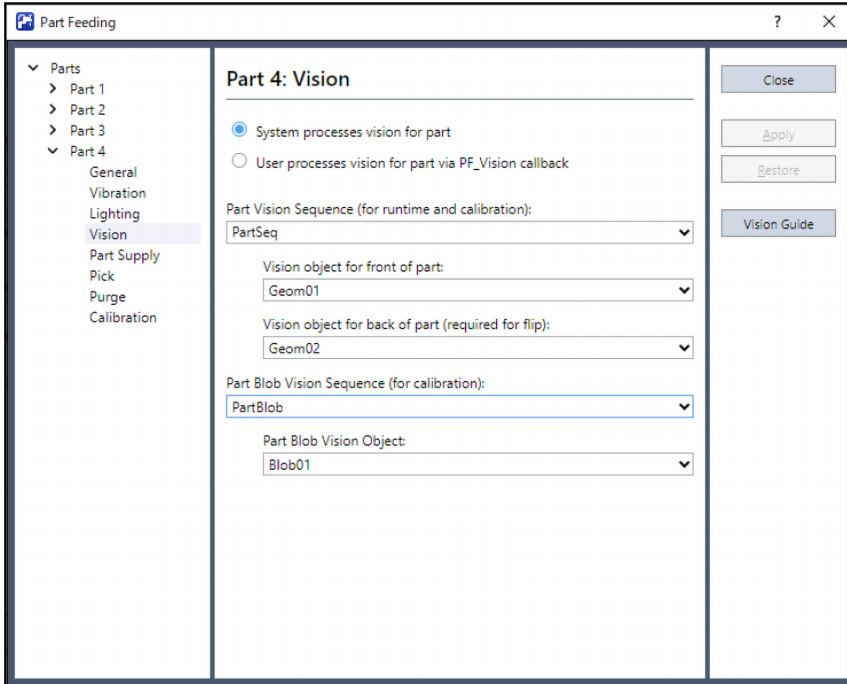 Part Feeding
?
Parts
Part 1
Part 2
Part 3
Part 4
General
Vibration
Lighting
Vision
Part Supply
Pick
Purge
Calibration
Part 4: Vision
System processes vision for part
User processes vision for part via PF_Vision callback
Part Vision Sequence (for runtime and calibration):
PartSeq
Vision object for front of part:
Geom01
Vision object for back of part (required for flip):
Geom02
Part Blob Vision Sequence (for calibration):
PartBlob
Part Blob Vision Object:
Blob01
Close
Apply
Restore
Vision Guide